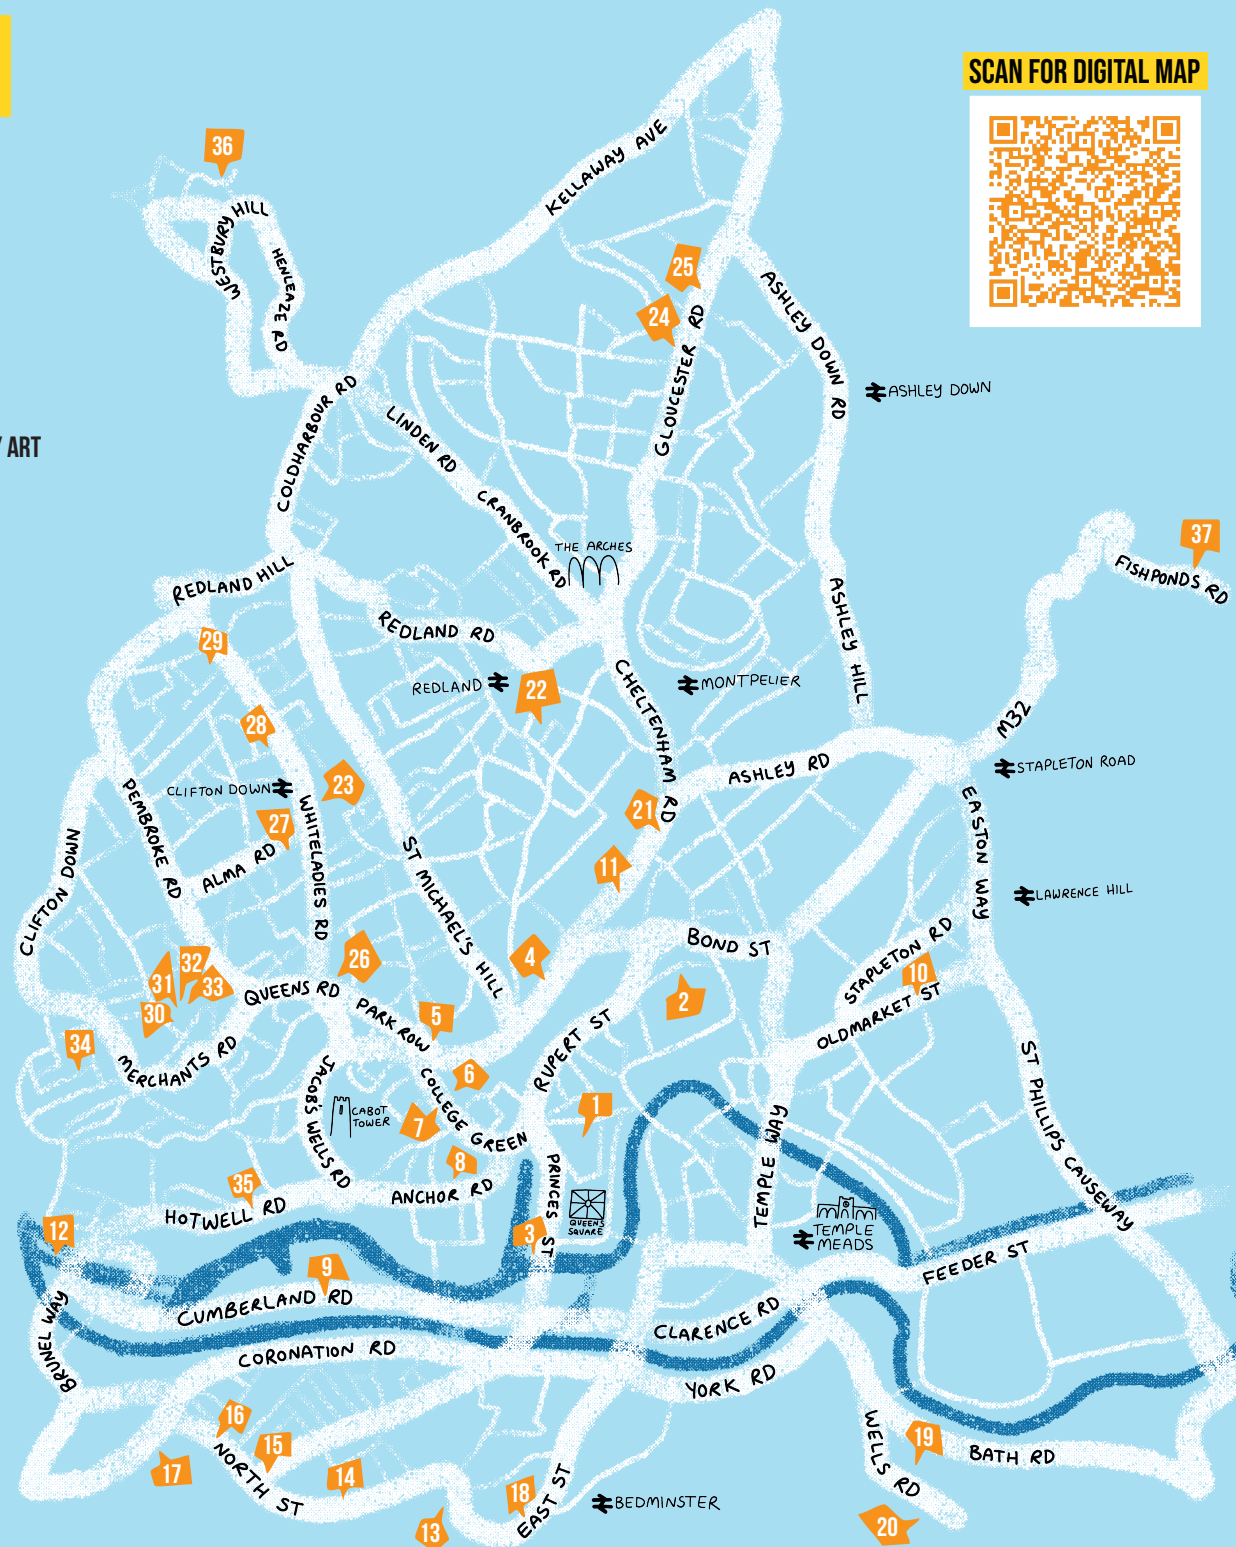 SCAN FOR DIGITAL MAP
36
KELLAWAY AVE
WESTBURY HILL
HENLEAZE RD
25
24
GLOUCESTER RD
ASHLEY DOWN RD
ASHLEY DOWN
COLDHARBOUR RD
LINDEN RD
ART
CRANBROOK RD
THE ARCHES
37
FISHPONDS RD
REDLAND HILL
ASHLEY HILL
29
REDLAND RD
REDLAND
22
CHELTENHAM RD
MONTPELIER
28
M32
STAPLETON ROAD
CLIFTON DOWN
23
ASHLEY RD
PEMBROKE RD
WHITELADIES RD
27
21
EASTON WAY
ALMA RD
ST MICHAEL'S HILL
11
CLIFTON DOWN
LAWRENCE HILL
BOND ST
STAPLETON RD
32
31
33
26
4
10
30
QUEENS RD
PARK ROW
5
2
OLDMARKET ST
34
MERCHANTS RD
RUPERT ST
ST PHILLIPS CAUSEWAY
JACOB'S WELLS RD
6
COLLEGE GREEN
CABOT
TOWER
7
1
TEMPLE WAY
8
35
ANCHOR RD
PRINCES ST
QUEENS
SQUARE
HOTWELL RD
12
3
TEMPLE
MEADS
9
FEEDER ST
CUMBERLAND RD
BRUNEL WAY
CLARENCE RD
CORONATION RD
YORK RD
16
15
NORTH ST
WELLS RD
19
BATH RD
17
14
18
EAST ST
BEDMINSTER
13
20